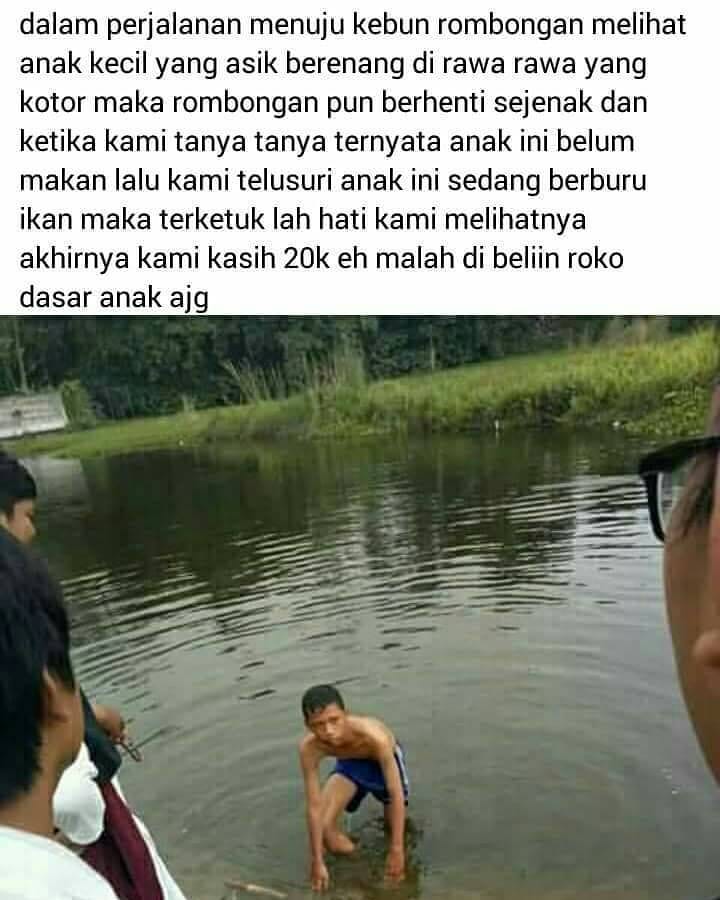 dalam perjalanan menuju kebun rombongan melihat
anak kecil yang asik berenang di rawa rawa yang
kotor maka rombongan pun berhenti sejenak dan
ketika kami tanya tanya ternyata anak ini belum
makan lalu kami telusuri anak ini sedang berburu
ikan maka terketuk lah hati kami melihatnya
akhirnya kami kasih 20k eh malah di beliin roko
dasar anak ajg